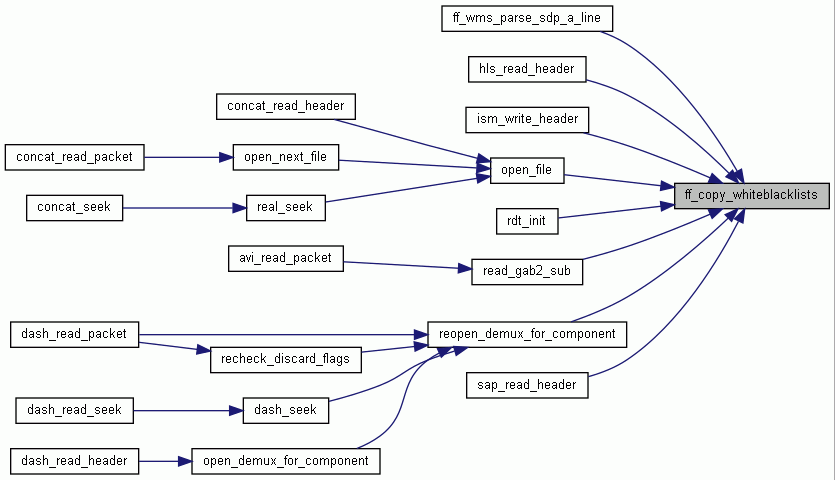 ff_wms_parse_sdp_a_line
hls_read_header
concat_read_header
ism_write_header
concat_read_packet
open_next_file
open_file
ff_copy_whiteblacklists
concat_seek
real_seek
rdt_init
avi_read_packet
read_gab2_sub
dash_read_packet
reopen_demux_for_component
recheck_discard_flags
sap_read_header
dash_read_seek
dash_seek
dash_read_header
open_demux_for_component